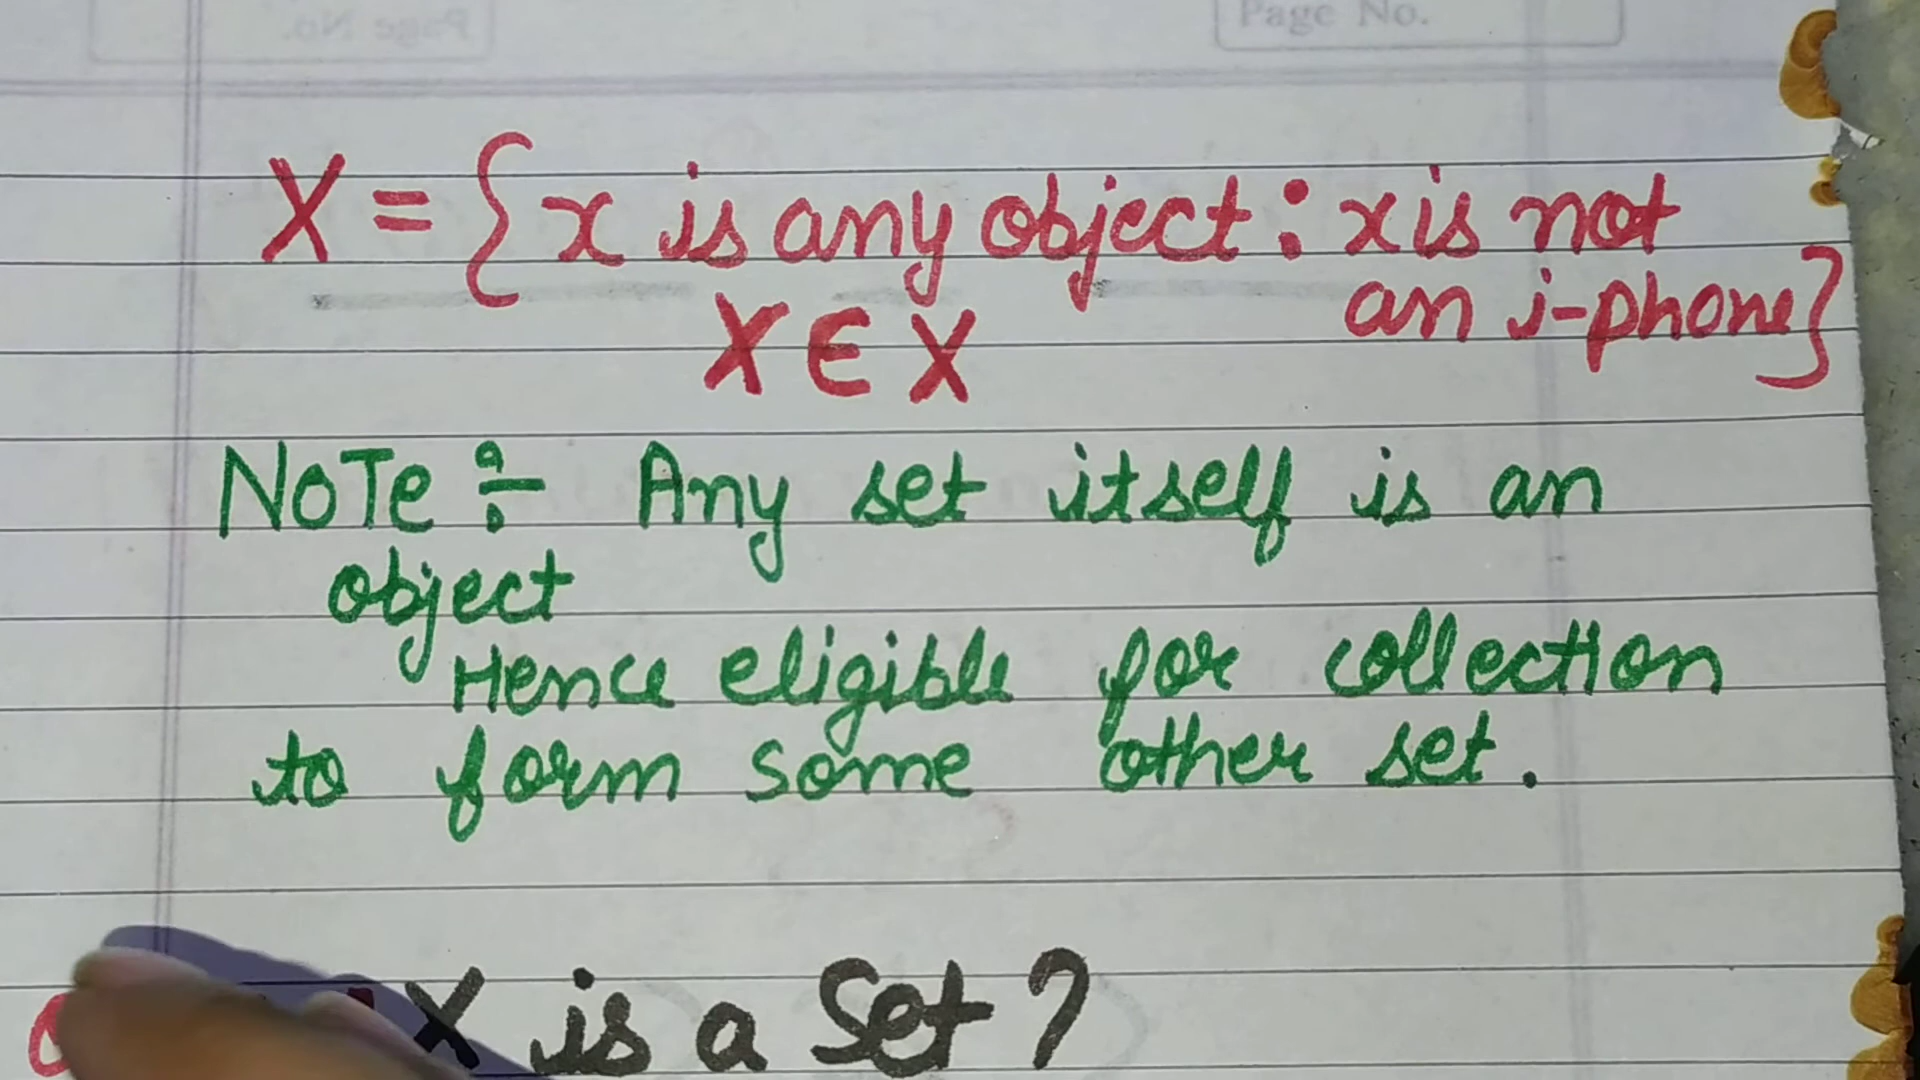 Page No.
X = { x is any object : x is not
an i-phone}
X ∈ X
NoTe :- Any set itself is an
object
Hence eligible for collection
to form some other set.
X is a Set ?